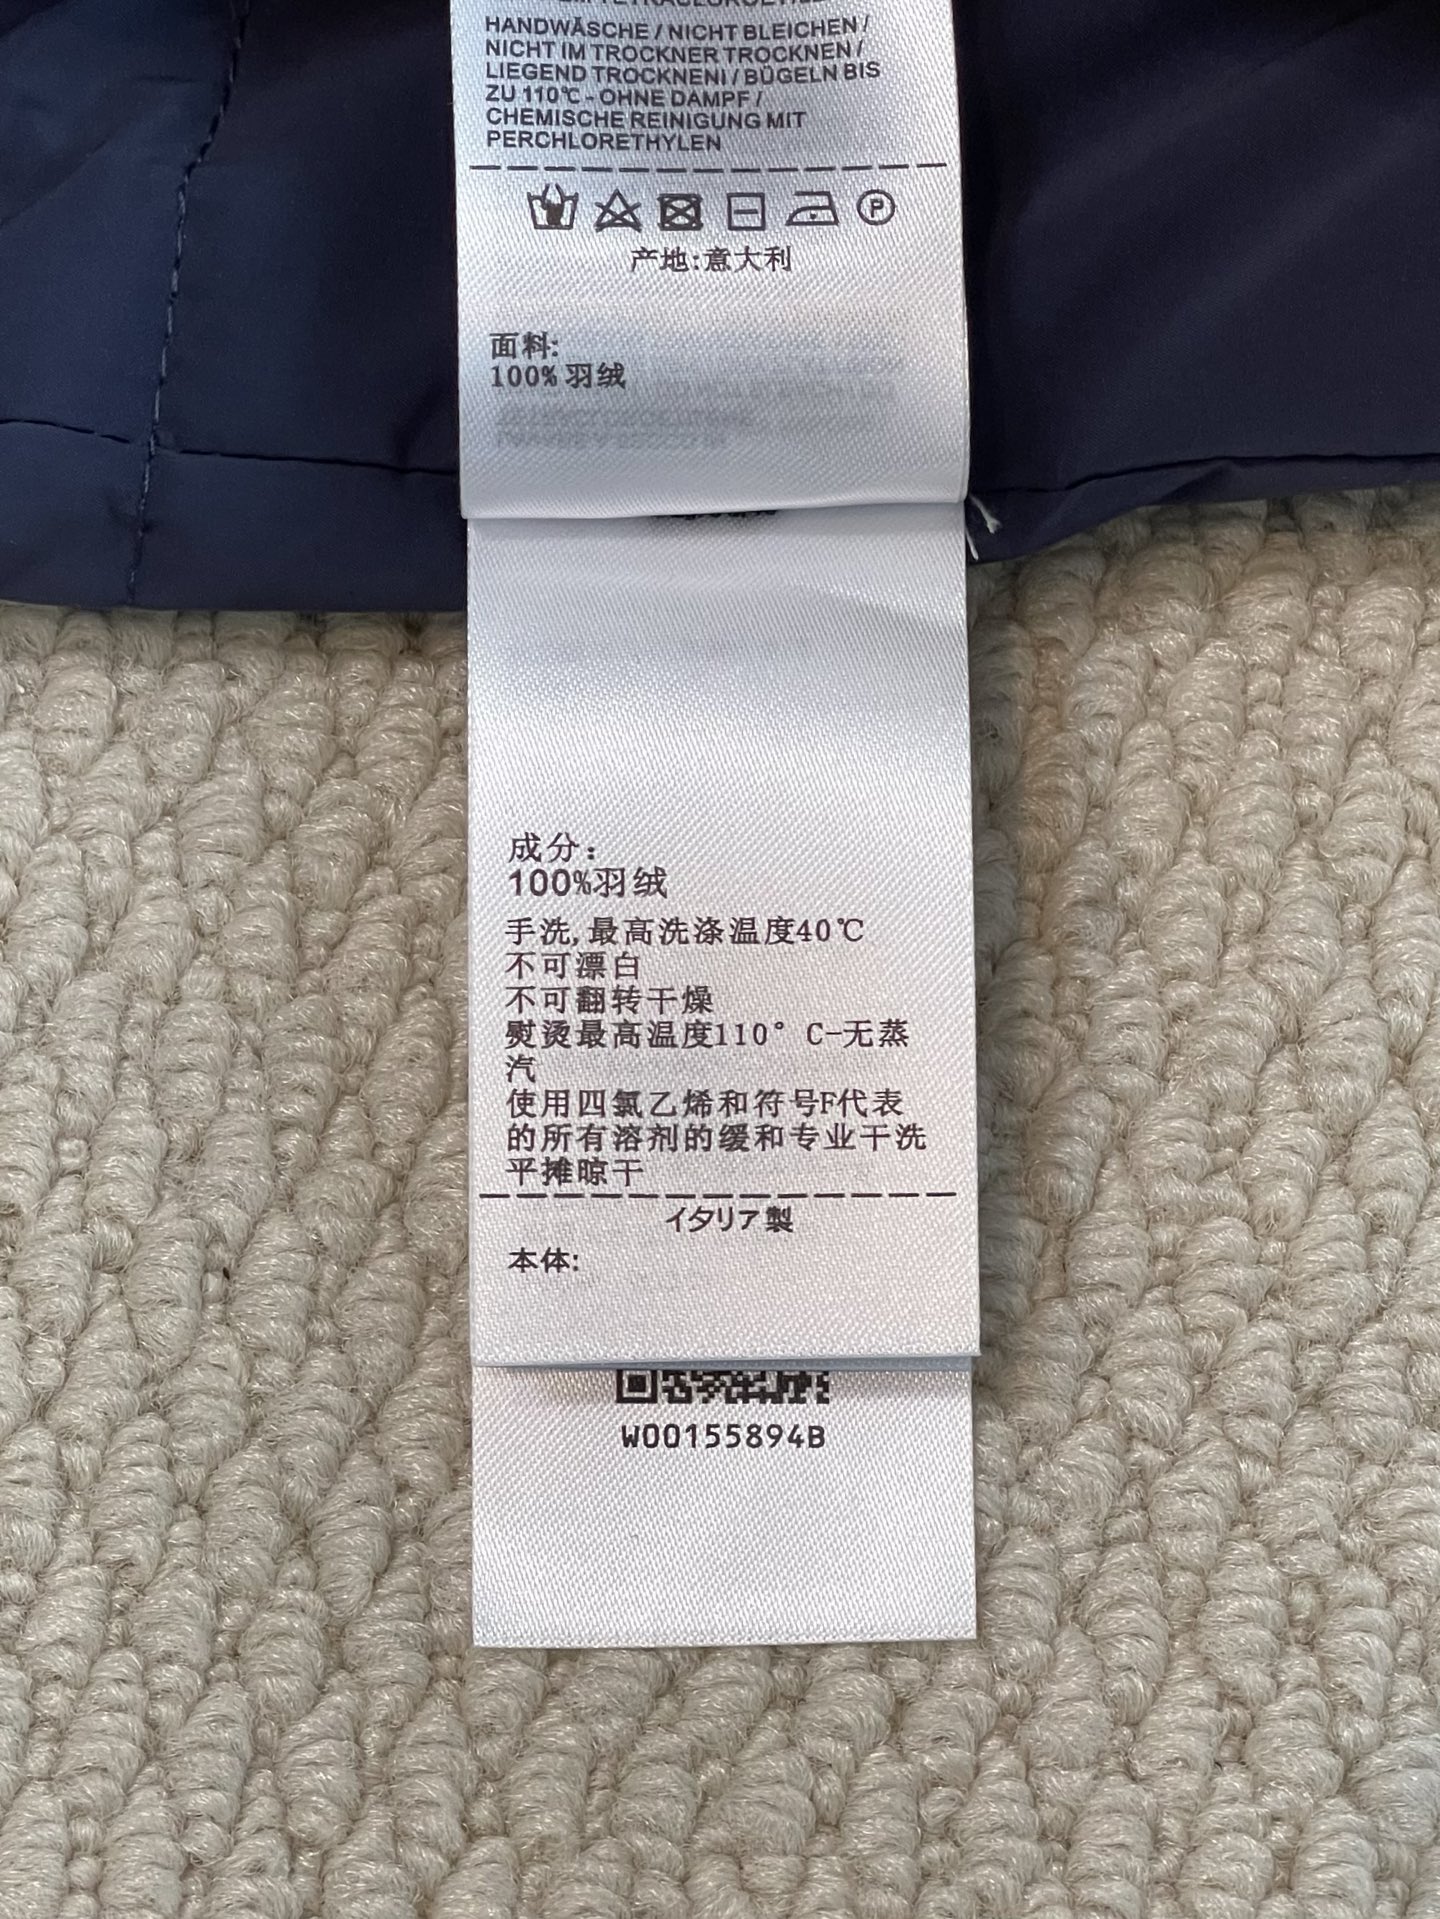 HANDWÄSCHE / NICHT BLEICHEN /
NICHT IM TROCKNER TROCKNEN /
LIEGEND TROCKNENI / BÜGELN BIS
ZU 110℃ - OHNE DAMPF /
CHEMISCHE REINIGUNG MIT
PERCHLORETHYLEN
P
产地:意大利
面料:
100% 羽绒
成分:
100%羽绒
手洗,最高洗涤温度40℃
不可漂白
不可翻转干燥
熨烫最高温度110° C-无蒸
汽
使用四氯乙烯和符号F代表
的所有溶剂的缓和专业干洗
平摊晾干
イタリア製
本体:
W00155894B